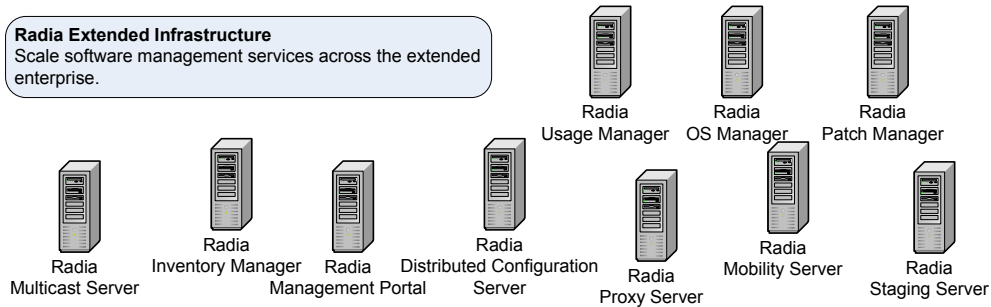 Radia Extended Infrastructure
Scale software management services across the extended
enterprise.
Radia
Usage Manager
Radia
OS Manager
Radia
Patch Manager
Radia
Multicast Server
Radia
Inventory Manager
Radia
Management Portal
Radia
Distributed Configuration
Server
Radia
Proxy Server
Radia
Mobility Server
Radia
Staging Server